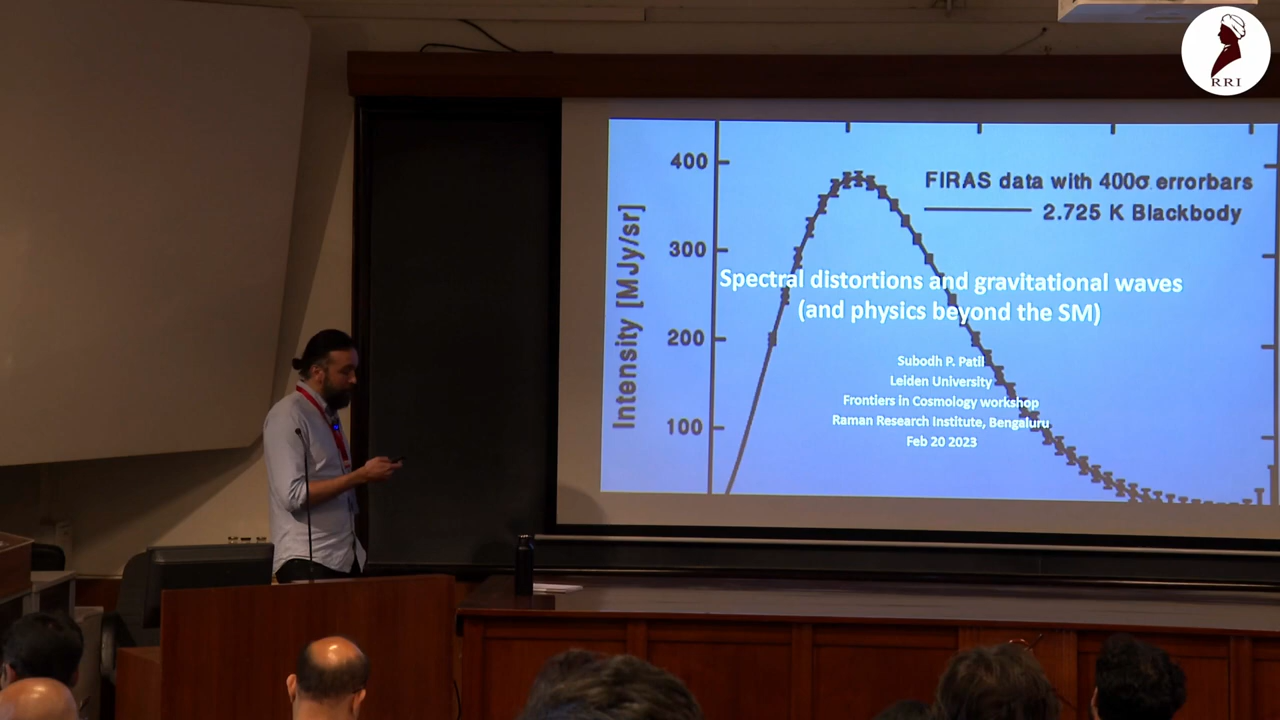 RRI
400
FIRAS data with 400σ errorbars
2.725 K Blackbody
300
Intensity [MJy/sr]
Spectral distortions and gravitational waves
(and physics beyond the SM)
200
Subodh P. Patil
Leiden University
Frontiers in Cosmology workshop
Raman Research Institute, Bengaluru
100
Feb 20 2023